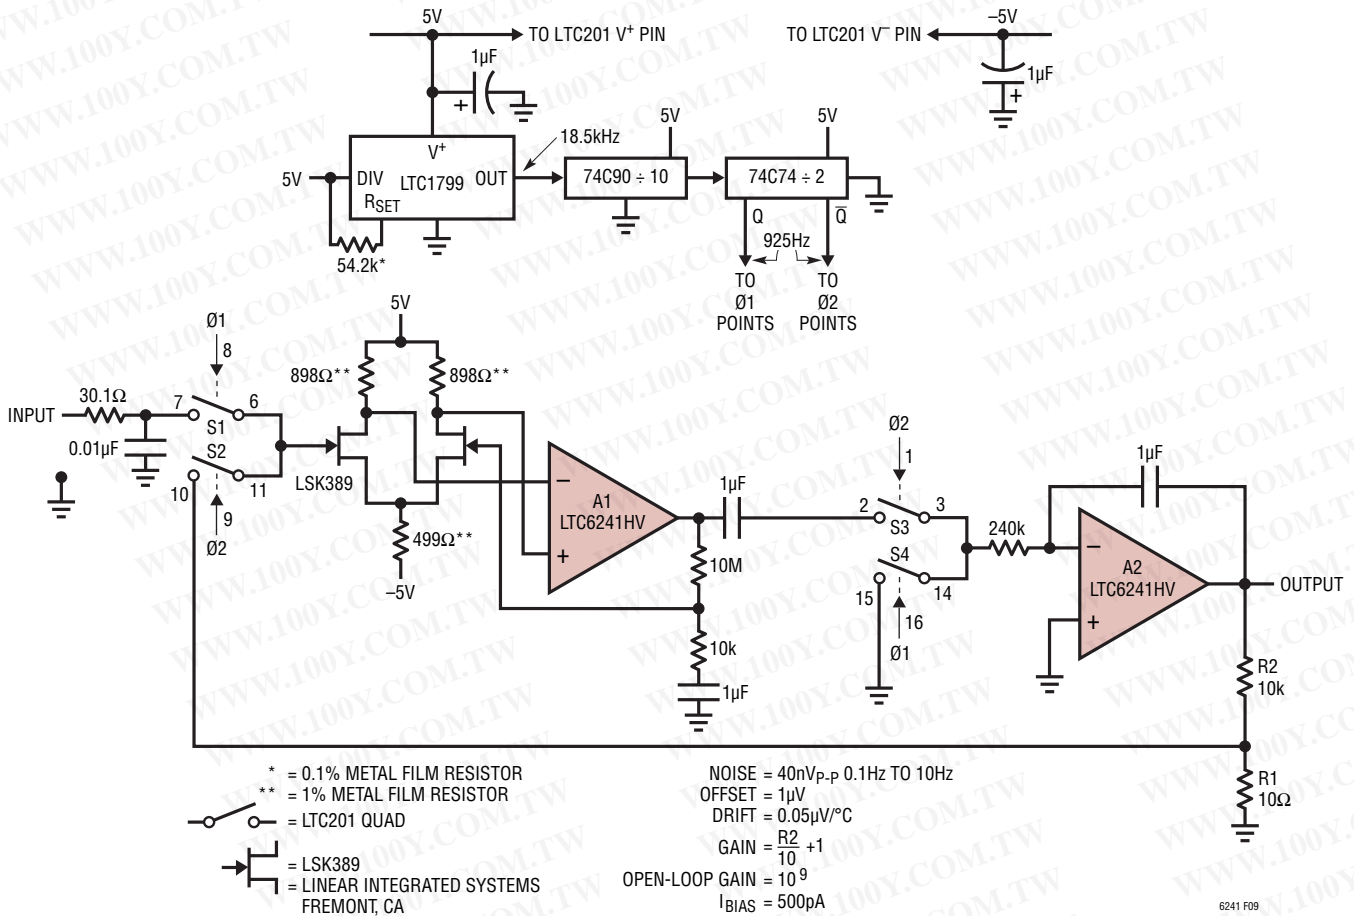 5V
TO LTC201 V+ PIN
1µF
+
TO LTC201 V– PIN
–5V
1µF
+
5V
DIV
V+
LTC1799
OUT
RSET
54.2k*
18.5kHz
5V
74C90 ÷ 10
5V
74C74 ÷ 2
Q
Q̅
925Hz
TO
Ø1
POINTS
TO
Ø2
POINTS
Ø1
8
INPUT
30.1Ω
0.01µF
7
6
S1
S2
10
11
9
Ø2
5V
898Ω**
898Ω**
LSK389
499Ω**
–5V
–
A1
LTC6241HV
+
1µF
10M
10k
1µF
Ø2
1
2
3
S3
S4
15
14
16
Ø1
240k
1µF
–
A2
LTC6241HV
+
OUTPUT
R2
10k
R1
10Ω
* = 0.1% METAL FILM RESISTOR
** = 1% METAL FILM RESISTOR
= LTC201 QUAD
= LSK389
= LINEAR INTEGRATED SYSTEMS
FREMONT, CA
NOISE = 40nVP-P 0.1Hz TO 10Hz
OFFSET = 1µV
DRIFT = 0.05µV/°C
GAIN = R2/10 +1
OPEN-LOOP GAIN = 10^9
IBIAS = 500pA
6241 F09
WWW.100Y.COM.TW